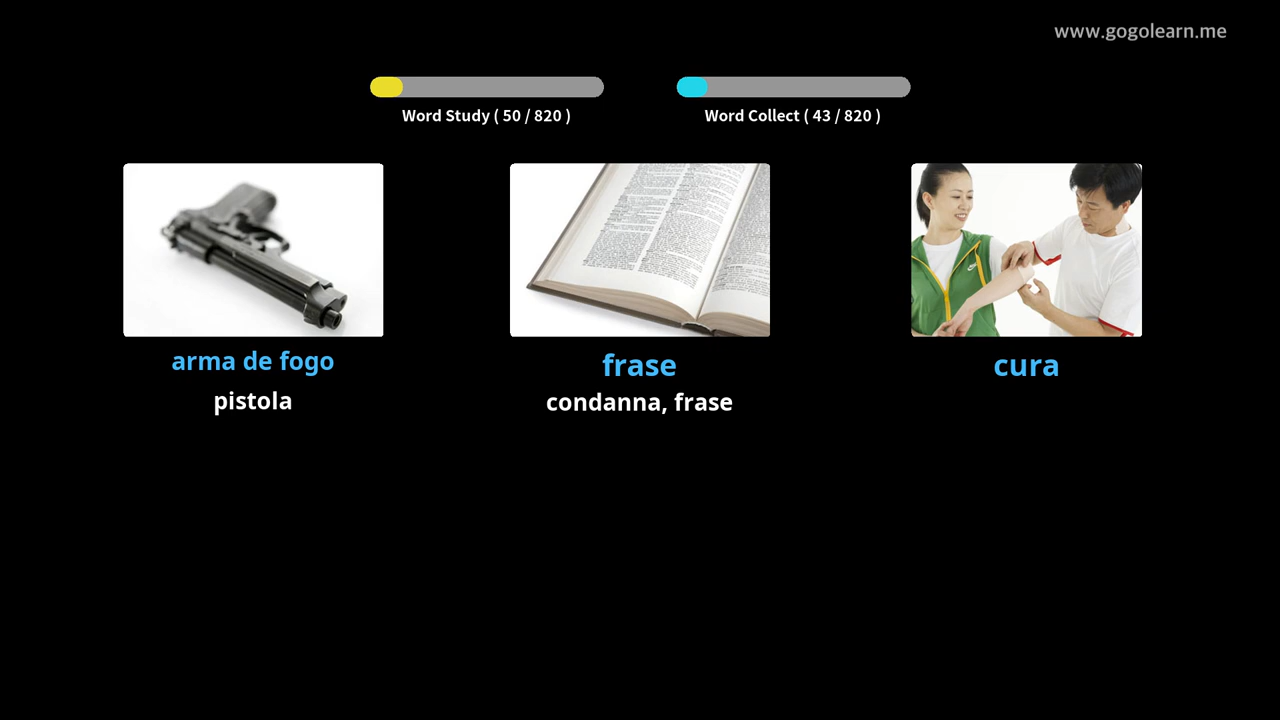 www.gogolearn.me
Word Study ( 50 / 820 )
Word Collect ( 43 / 820 )
arma de fogo
pistola
frase
condanna, frase
cura